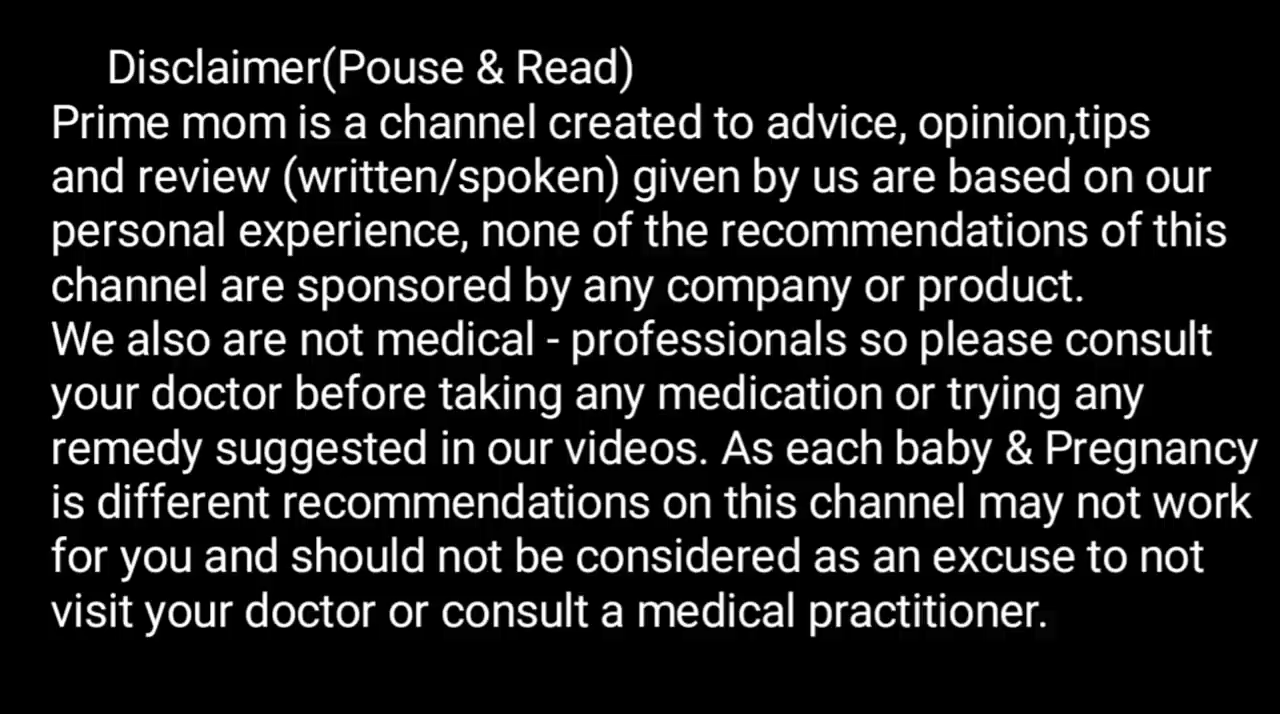 Disclaimer(Pouse & Read)
Prime mom is a channel created to advice, opinion,tips
and review (written/spoken) given by us are based on our
personal experience, none of the recommendations of this
channel are sponsored by any company or product.
We also are not medical - professionals so please consult
your doctor before taking any medication or trying any
remedy suggested in our videos. As each baby & Pregnancy
is different recommendations on this channel may not work
for you and should not be considered as an excuse to not
visit your doctor or consult a medical practitioner.